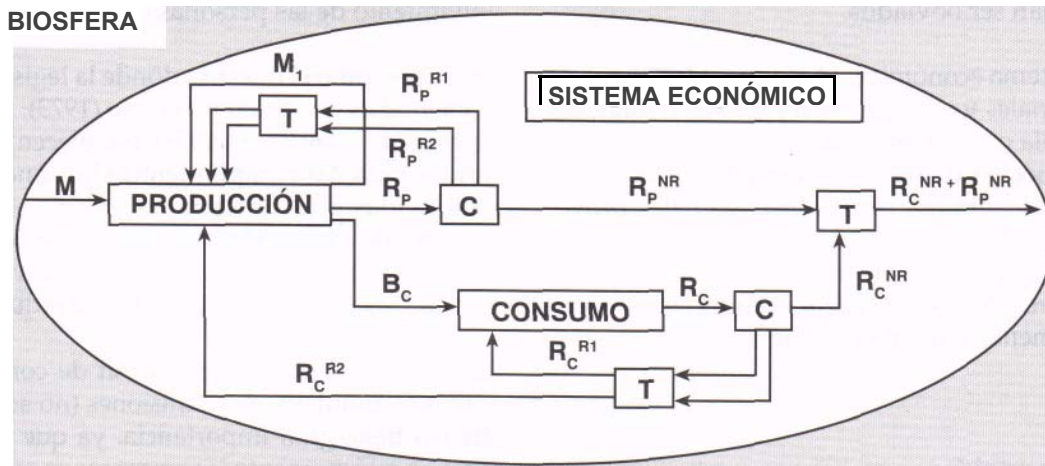 BIOSFERA
M₁
R_P^R1
SISTEMA ECONÓMICO
T
R_P^R2
M
PRODUCCIÓN
R_P
C
R_P^NR
T
R_C^NR + R_P^NR
B_C
CONSUMO
R_C
C
R_C^NR
R_C^R1
R_C^R2
T